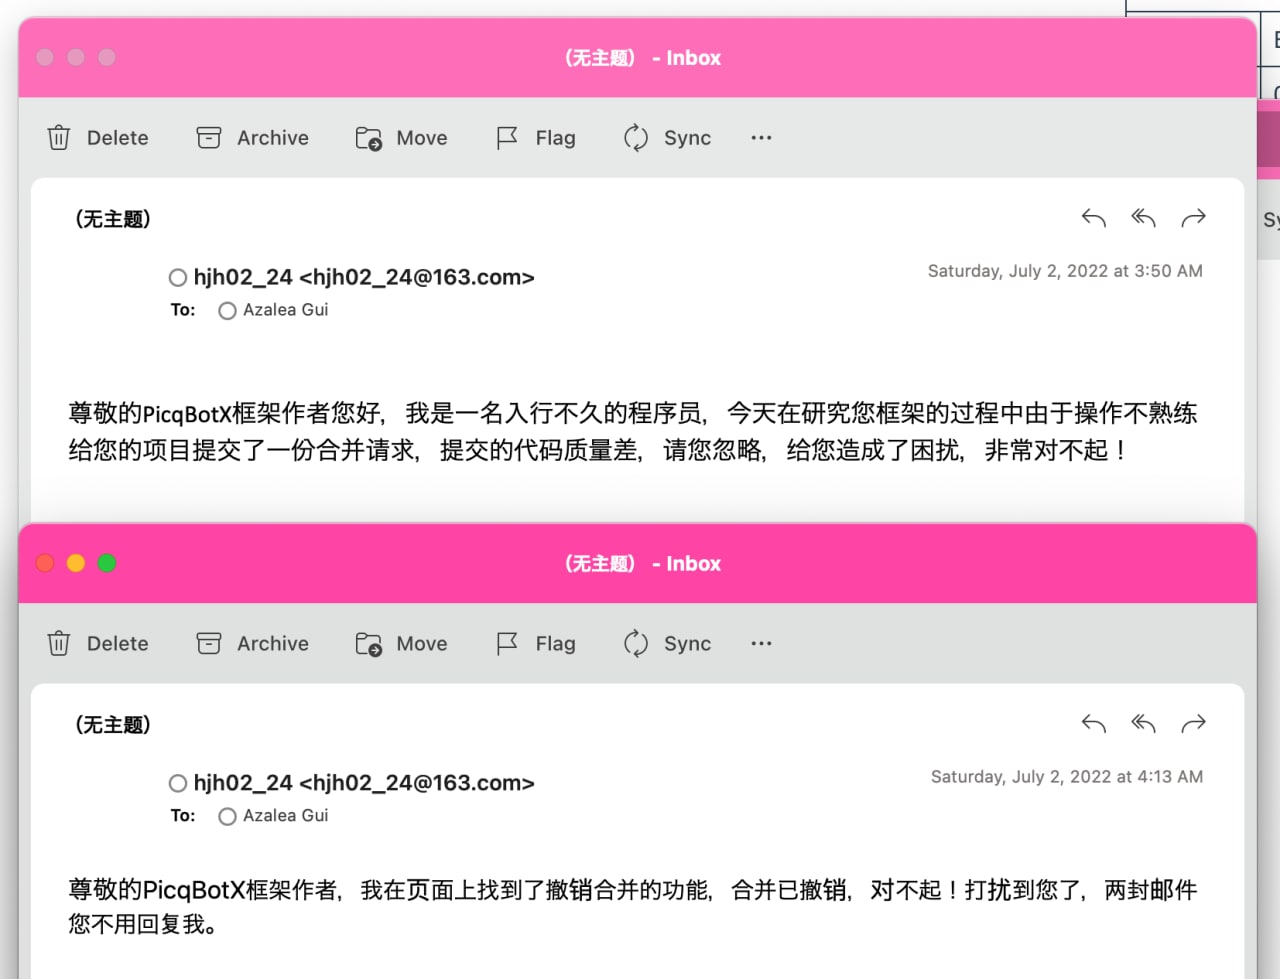 （无主题） - Inbox
Delete Archive Move Flag Sync ···
（无主题）
hjh02_24 <hjh02_24@163.com>
Saturday, July 2, 2022 at 3:50 AM
To: Azalea Gui
尊敬的PicqBotX框架作者您好，我是一名入行不久的程序员，今天在研究您框架的过程中由于操作不熟练
给您的项目提交了一份合并请求，提交的代码质量差，请您忽略，给您造成了困扰，非常对不起！
（无主题） - Inbox
Delete Archive Move Flag Sync ···
（无主题）
hjh02_24 <hjh02_24@163.com>
Saturday, July 2, 2022 at 4:13 AM
To: Azalea Gui
尊敬的PicqBotX框架作者，我在页面上找到了撤销合并的功能，合并已撤销，对不起！打扰到您了，两封邮件
您不用回复我。